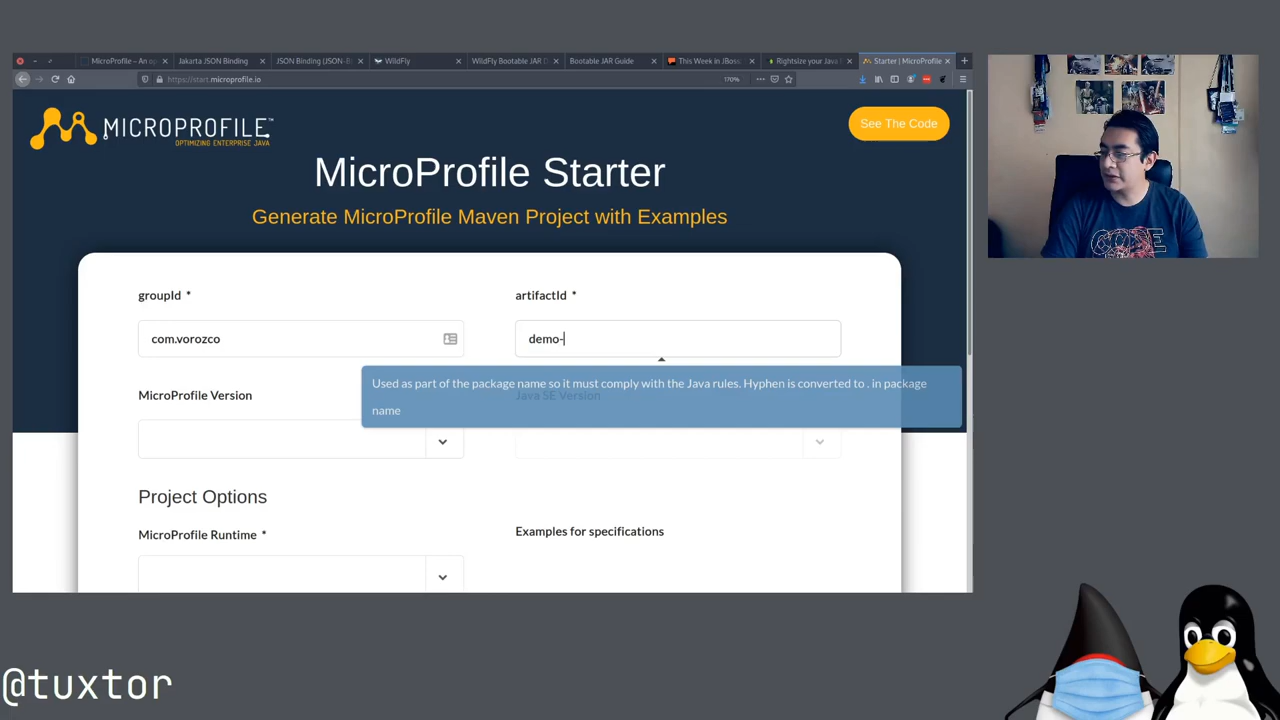 MicroProfile – An op
Jakarta JSON Binding
JSON Binding (JSON-B
WildFly
WildFly Bootable JAR D
Bootable JAR Guide
This Week in JBoss
Rightsize your Java
Starter | MicroProfile
https://start.microprofile.io
170%
MICROPROFILE™
OPTIMIZING ENTERPRISE JAVA
See The Code
MicroProfile Starter
Generate MicroProfile Maven Project with Examples
groupId *
artifactId *
com.vorozco
demo-
Used as part of the package name so it must comply with the Java rules. Hyphen is converted to . in package
name
MicroProfile Version
Java SE Version
Project Options
MicroProfile Runtime *
Examples for specifications
@tuxtor